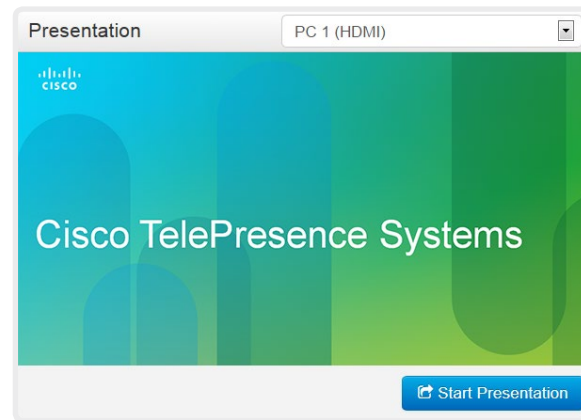 Presentation
PC 1 (HDMI)
CISCO
Cisco TelePresence Systems
Start Presentation